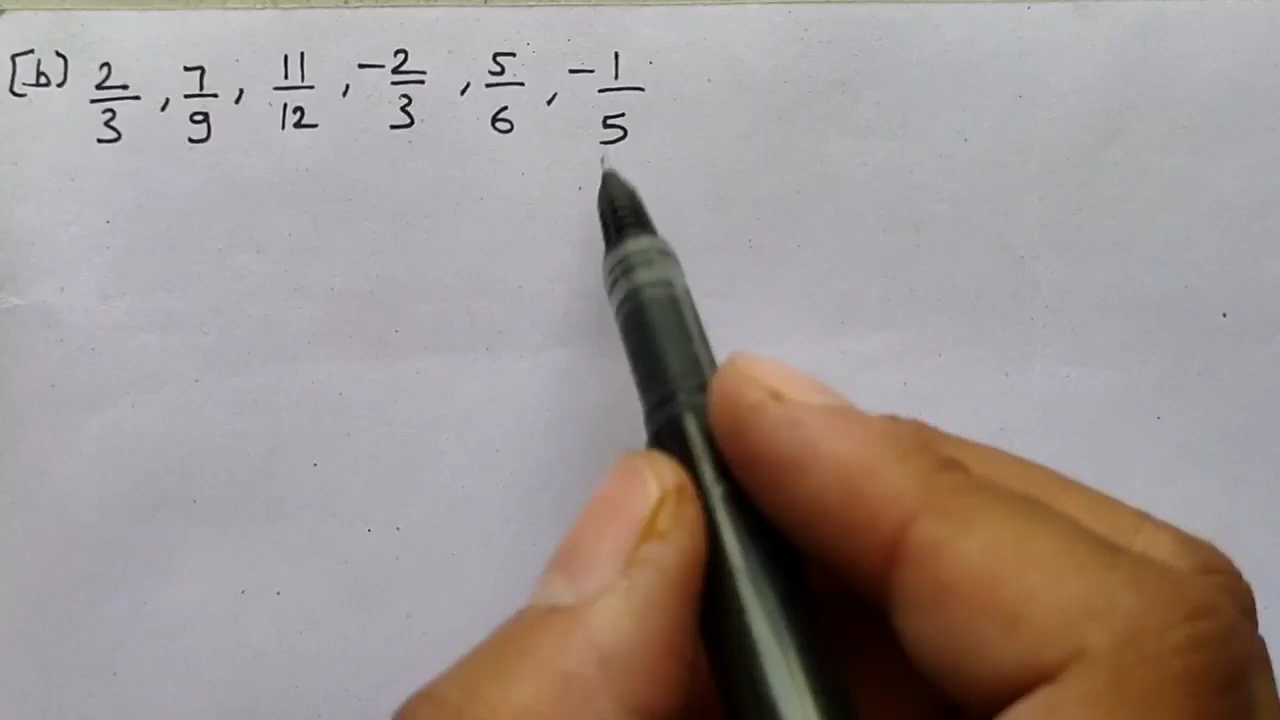 [b) 2/3, 7/9, 11/12, -2/3, 5/6, -1/5